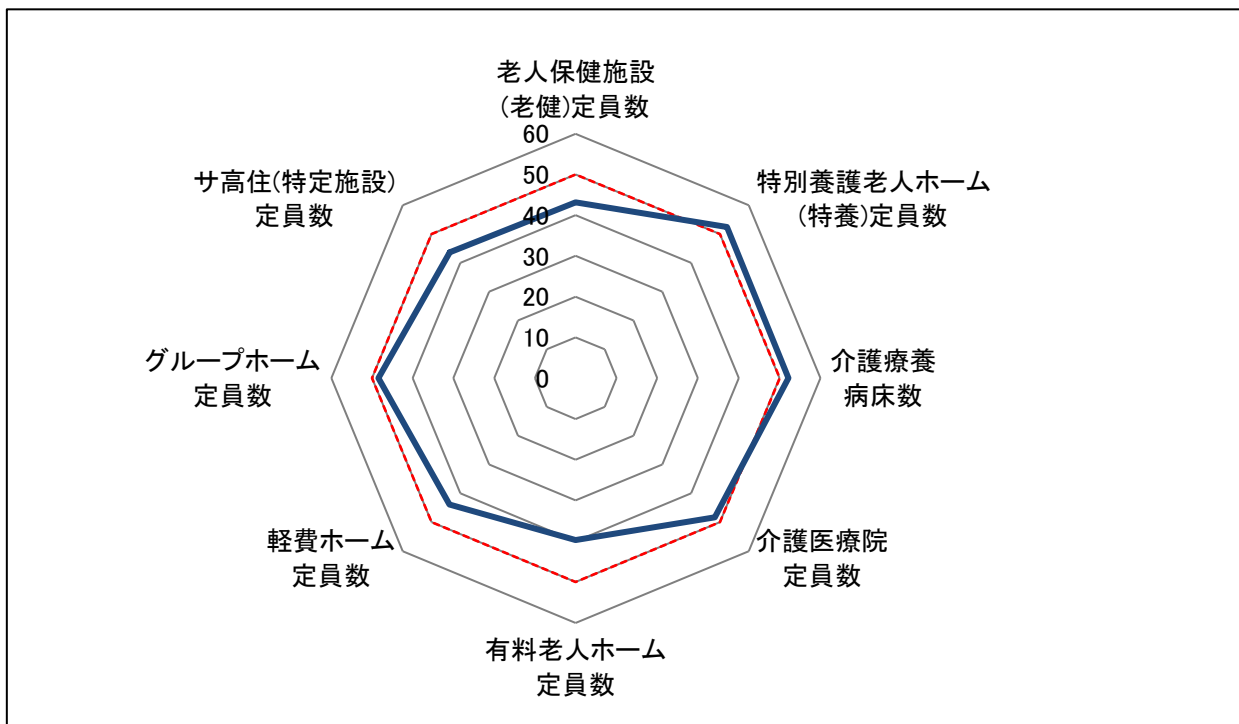 老人保健施設
(老健)定員数
特別養護老人ホーム
(特養)定員数
介護療養
病床数
介護医療院
定員数
有料老人ホーム
定員数
軽費ホーム
定員数
グループホーム
定員数
サ高住(特定施設)
定員数
60
50
40
30
20
10
0